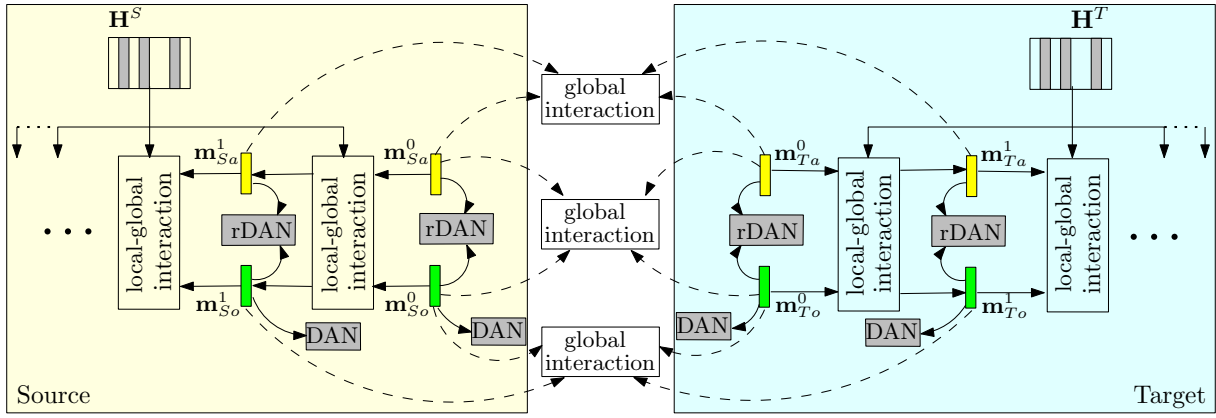 H^S
H^T
global
interaction
m^1_{Sa}
m^0_{Sa}
m^0_{Ta}
m^1_{Ta}
local-global
interaction
local-global
interaction
local-global
interaction
local-global
interaction
rDAN
rDAN
global
interaction
rDAN
rDAN
m^1_{So}
m^0_{So}
m^0_{To}
m^1_{To}
DAN
DAN
DAN
DAN
global
interaction
Source
Target